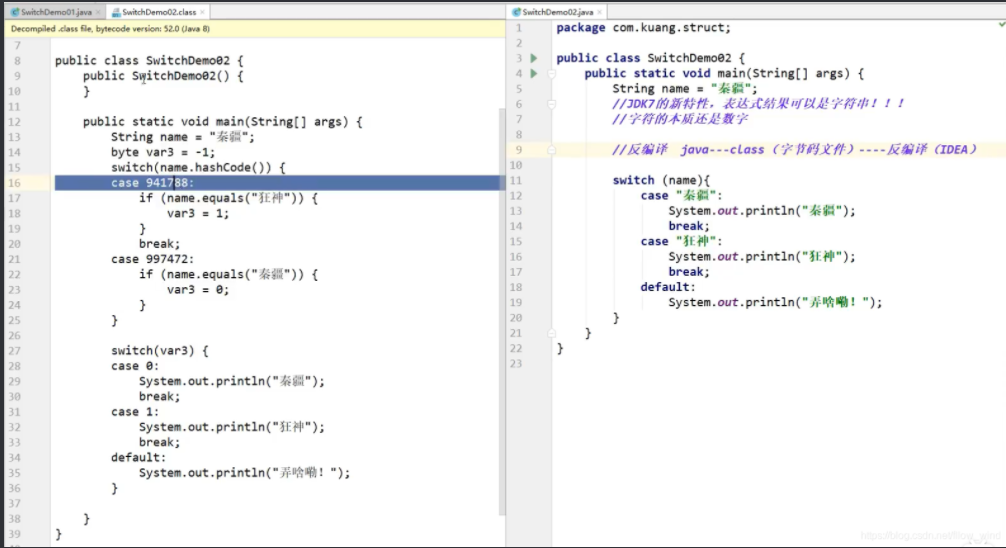 SwitchDemo01.java
SwitchDemo02.class
Decompiled .class file, bytecode version: 52.0 (Java 8)
7
8 public class SwitchDemo02 {
9 public SwitchDemo02() {
10 }
11
12 public static void main(String[] args) {
13 String name = "秦疆";
14 byte var3 = -1;
15 switch(name.hashCode()) {
16 case 941788:
17 if (name.equals("狂神")) {
18 var3 = 1;
19 }
20 break;
21 case 997472:
22 if (name.equals("秦疆")) {
23 var3 = 0;
24 }
25 }
26
27 switch(var3) {
28 case 0:
29 System.out.println("秦疆");
30 break;
31 case 1:
32 System.out.println("狂神");
33 break;
34 default:
35 System.out.println("弄啥嘞！");
36 }
37
38 }
39 }
SwitchDemo02.java
1 package com.kuang.struct;
2
3 public class SwitchDemo02 {
4 public static void main(String[] args) {
5 String name = "秦疆";
6 //JDK7的新特性，表达式结果可以是字符串！！！
7 //字符的本质还是数字
8
9 //反编译 java---class（字节码文件）----反编译（IDEA）
10
11 switch (name){
12 case "秦疆":
13 System.out.println("秦疆");
14 break;
15 case "狂神":
16 System.out.println("狂神");
17 break;
18 default:
19 System.out.println("弄啥嘞！");
20 }
21 }
22 }
23